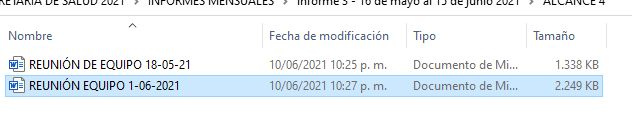 RETARIA DE SALUD 2021 > INFORMES MENSUALES > Informe 3 - 16 de mayo al 15 de junio 2021 > ALCANCE 4
Nombre Fecha de modificación Tipo Tamaño
REUNIÓN DE EQUIPO 18-05-21 10/06/2021 10:25 p. m. Documento de Mi... 1.338 KB
REUNIÓN EQUIPO 1-06-2021 10/06/2021 10:27 p. m. Documento de Mi... 2.249 KB